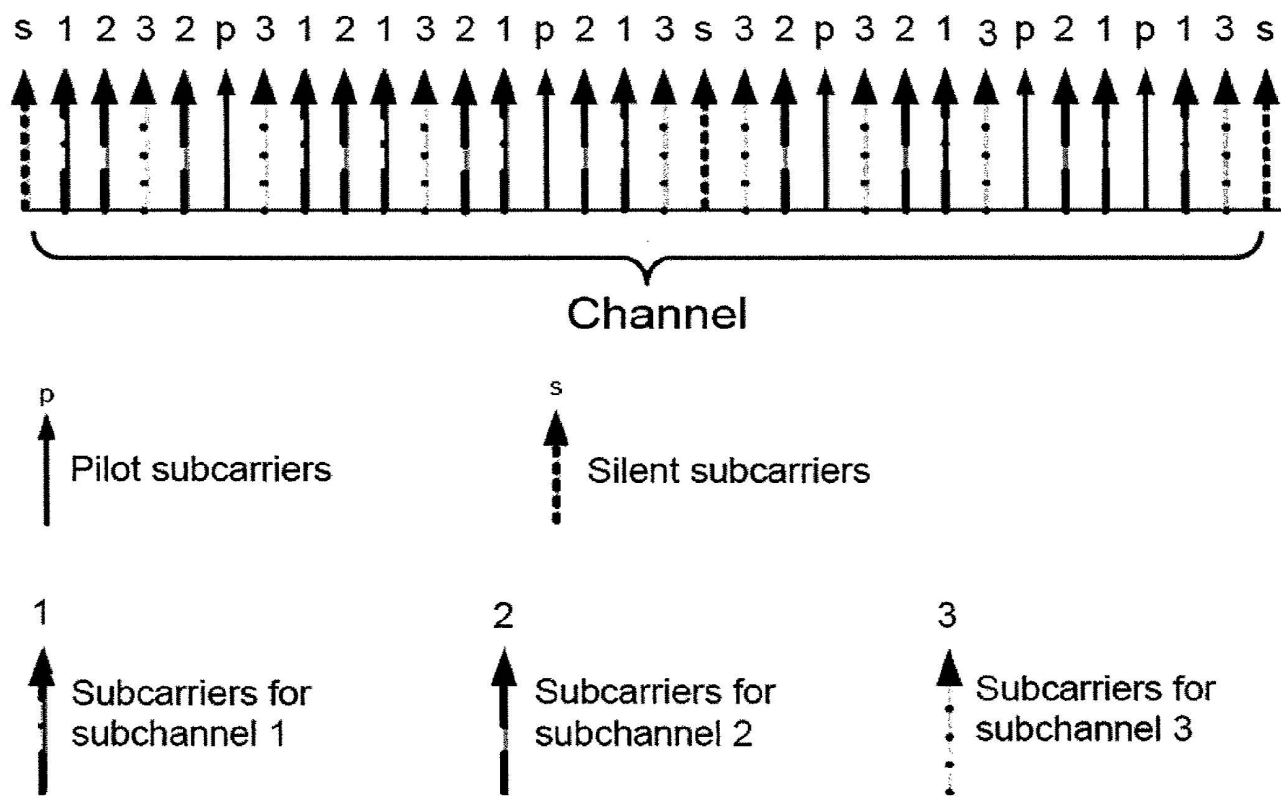 s 1 2 3 2 p 3 1 2 1 3 2 1 p 2 1 3 s 3 2 p 3 2 1 3 p 2 1 p 1 3 s
Channel
p s
Pilot subcarriers Silent subcarriers
1 2 3
Subcarriers for subchannel 1
Subcarriers for subchannel 2
Subcarriers for subchannel 3